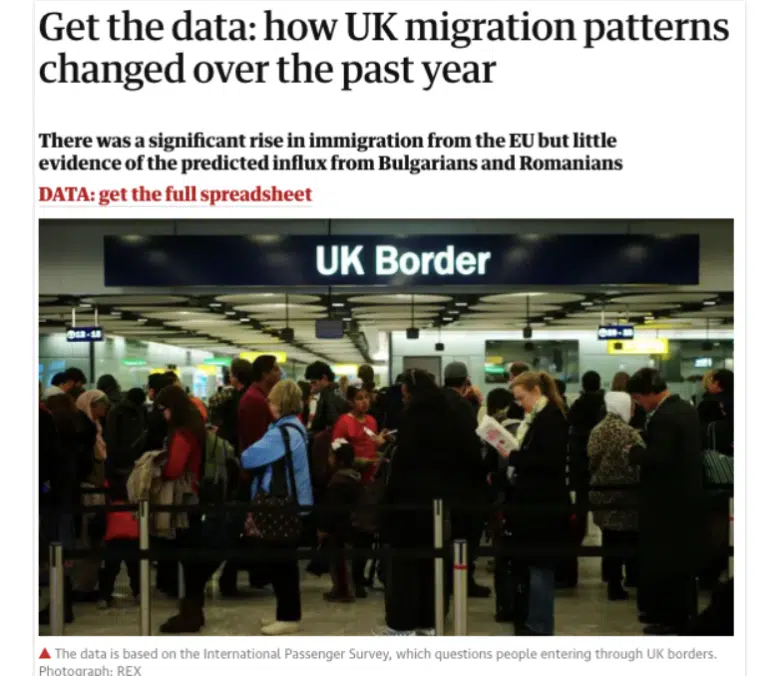 Get the data: how UK migration patterns
changed over the past year
There was a significant rise in immigration from the EU but little
evidence of the predicted influx from Bulgarians and Romanians
DATA: get the full spreadsheet
UK Border
▲ The data is based on the International Passenger Survey, which questions people entering through UK borders.
Photograph: REX